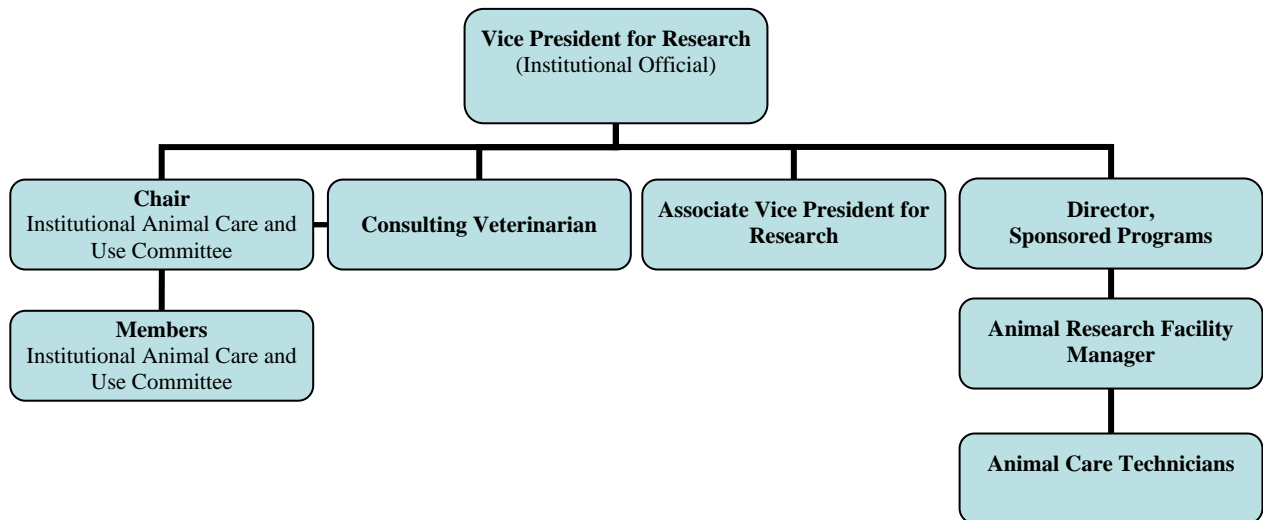 Vice President for Research
(Institutional Official)
Chair
Institutional Animal Care and
Use Committee
Consulting Veterinarian
Associate Vice President for
Research
Director,
Sponsored Programs
Members
Institutional Animal Care and
Use Committee
Animal Research Facility
Manager
Animal Care Technicians